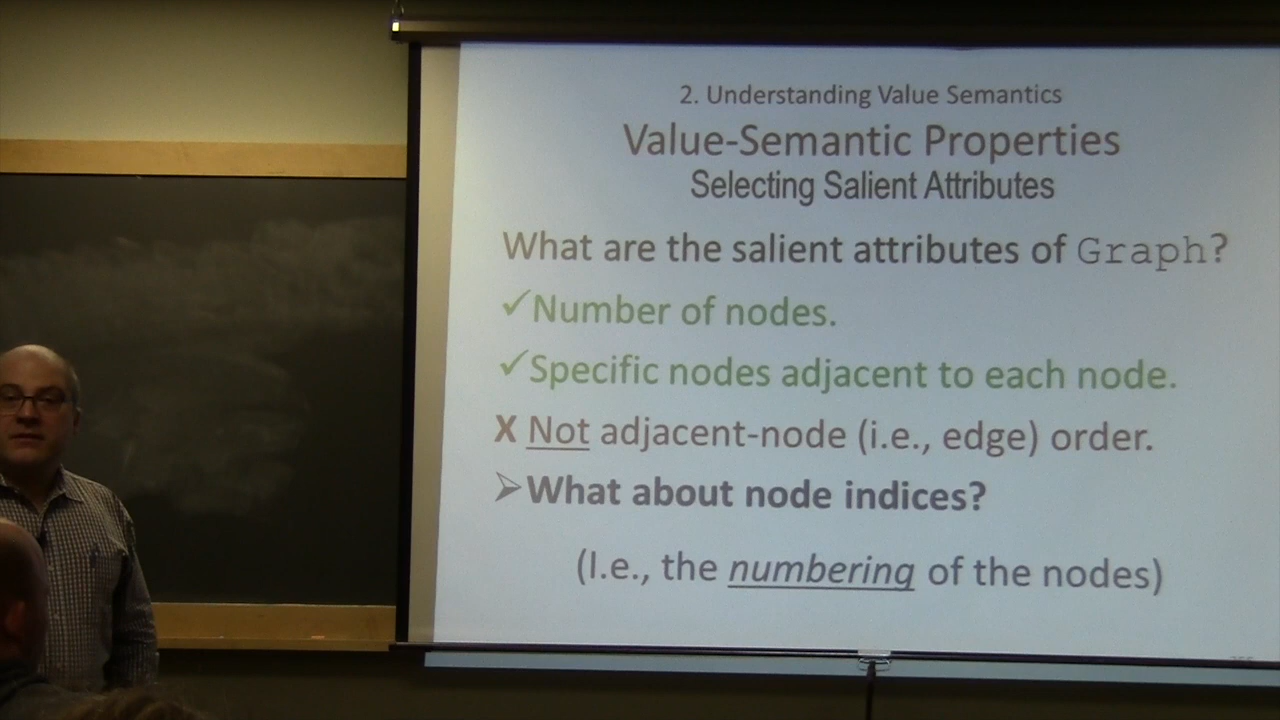 2. Understanding Value Semantics
Value-Semantic Properties
Selecting Salient Attributes
What are the salient attributes of Graph?
✓Number of nodes.
✓Specific nodes adjacent to each node.
X Not adjacent-node (i.e., edge) order.
➢What about node indices?
(I.e., the numbering of the nodes)